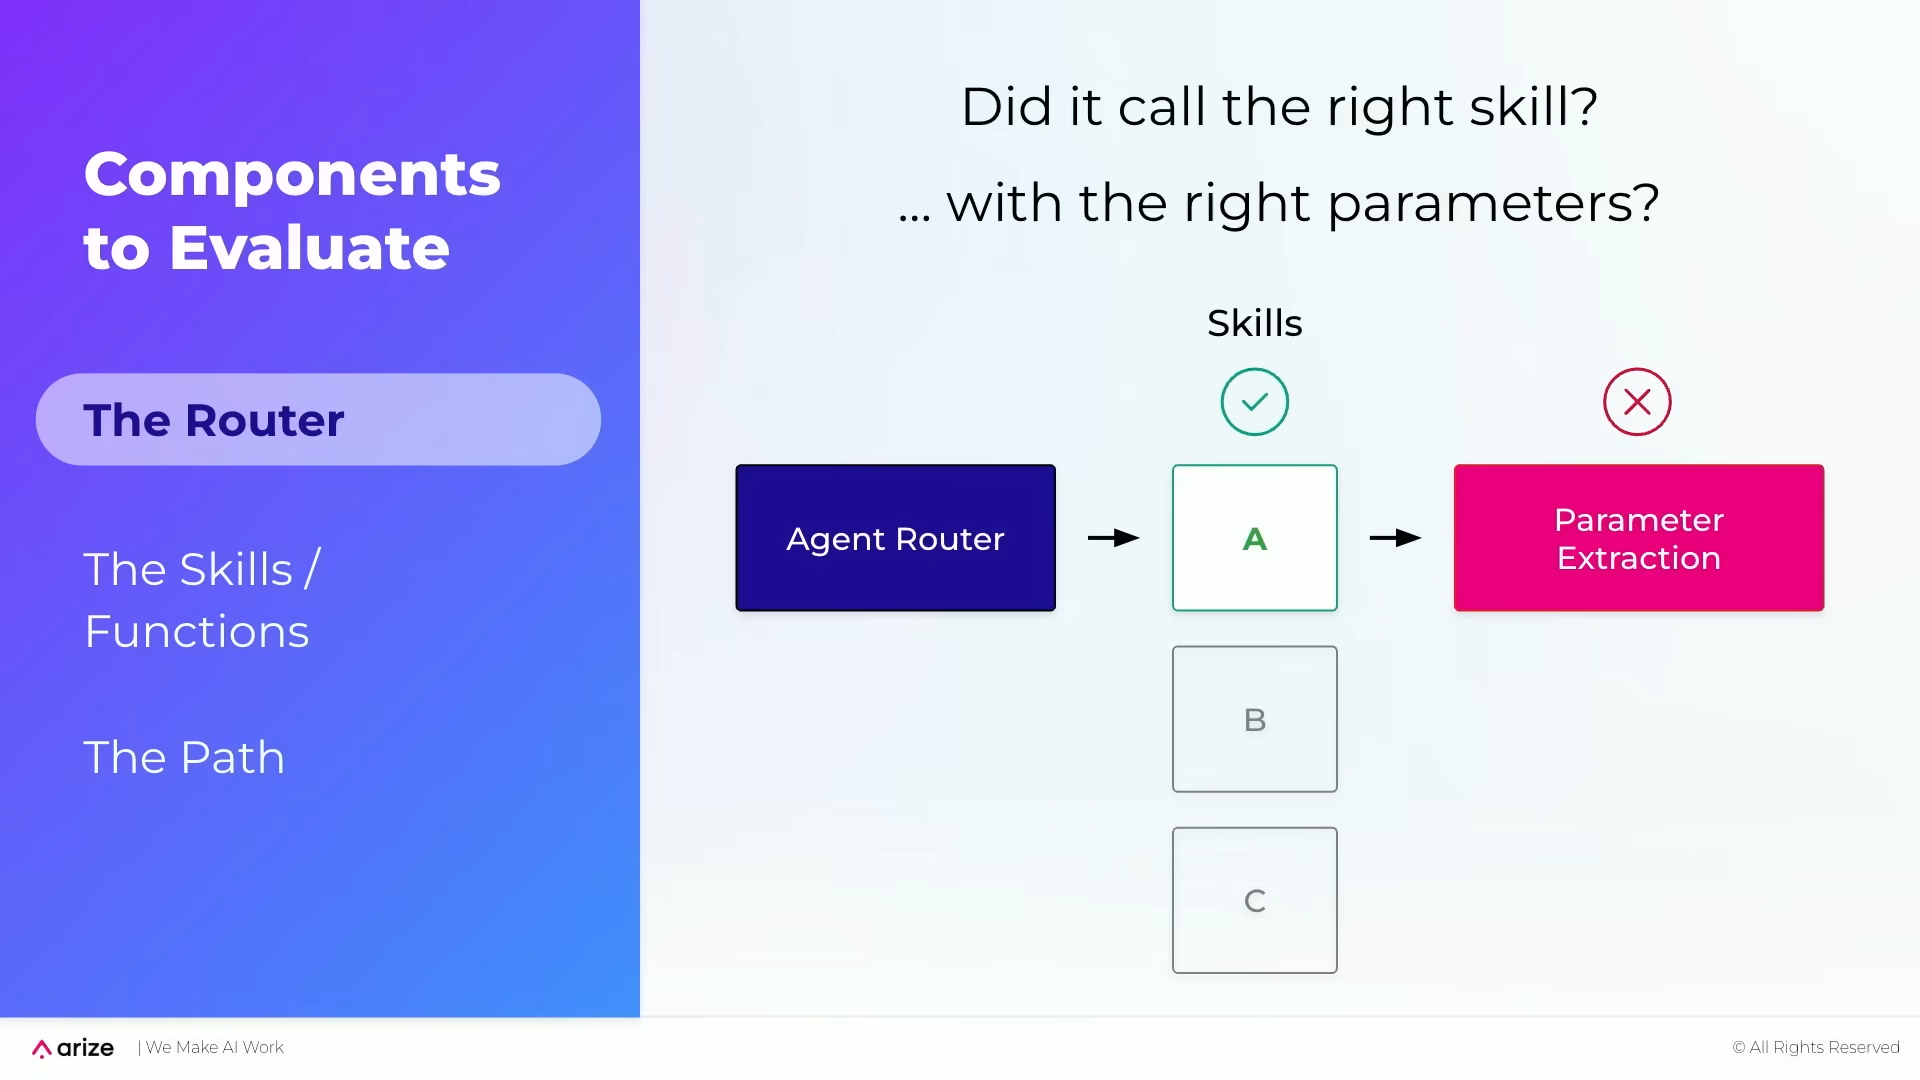 Components
to Evaluate
The Router
The Skills /
Functions
The Path
Did it call the right skill?
... with the right parameters?
Skills
Agent Router
A
Parameter
Extraction
B
C
arize | We Make AI Work
© All Rights Reserved